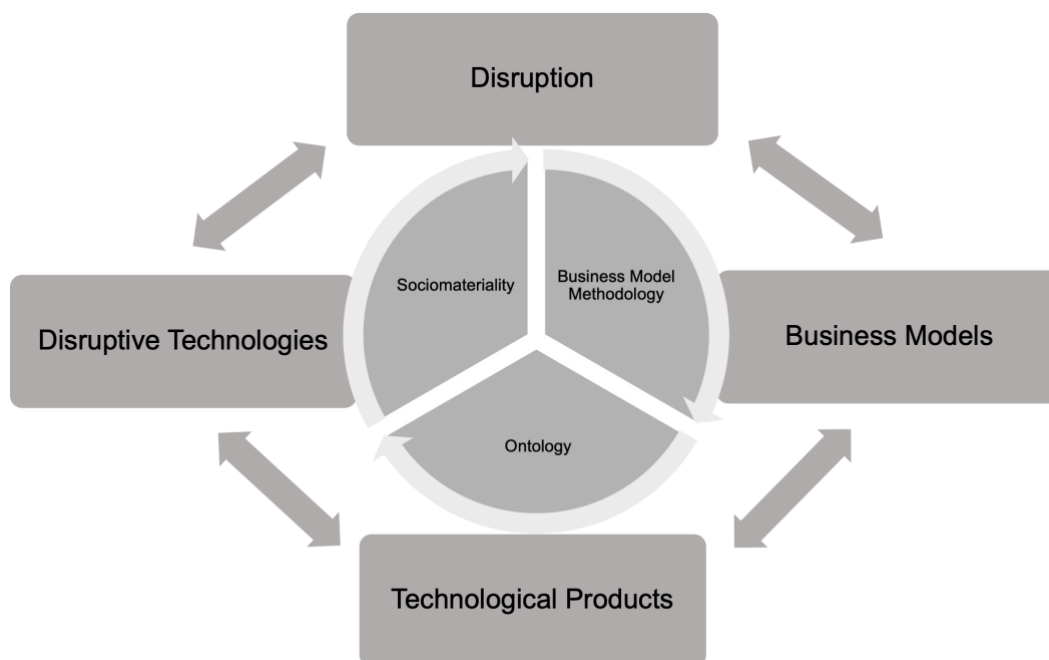 Disruption
Sociomateriality
Business Model
Methodology
Disruptive Technologies
Business Models
Ontology
Technological Products